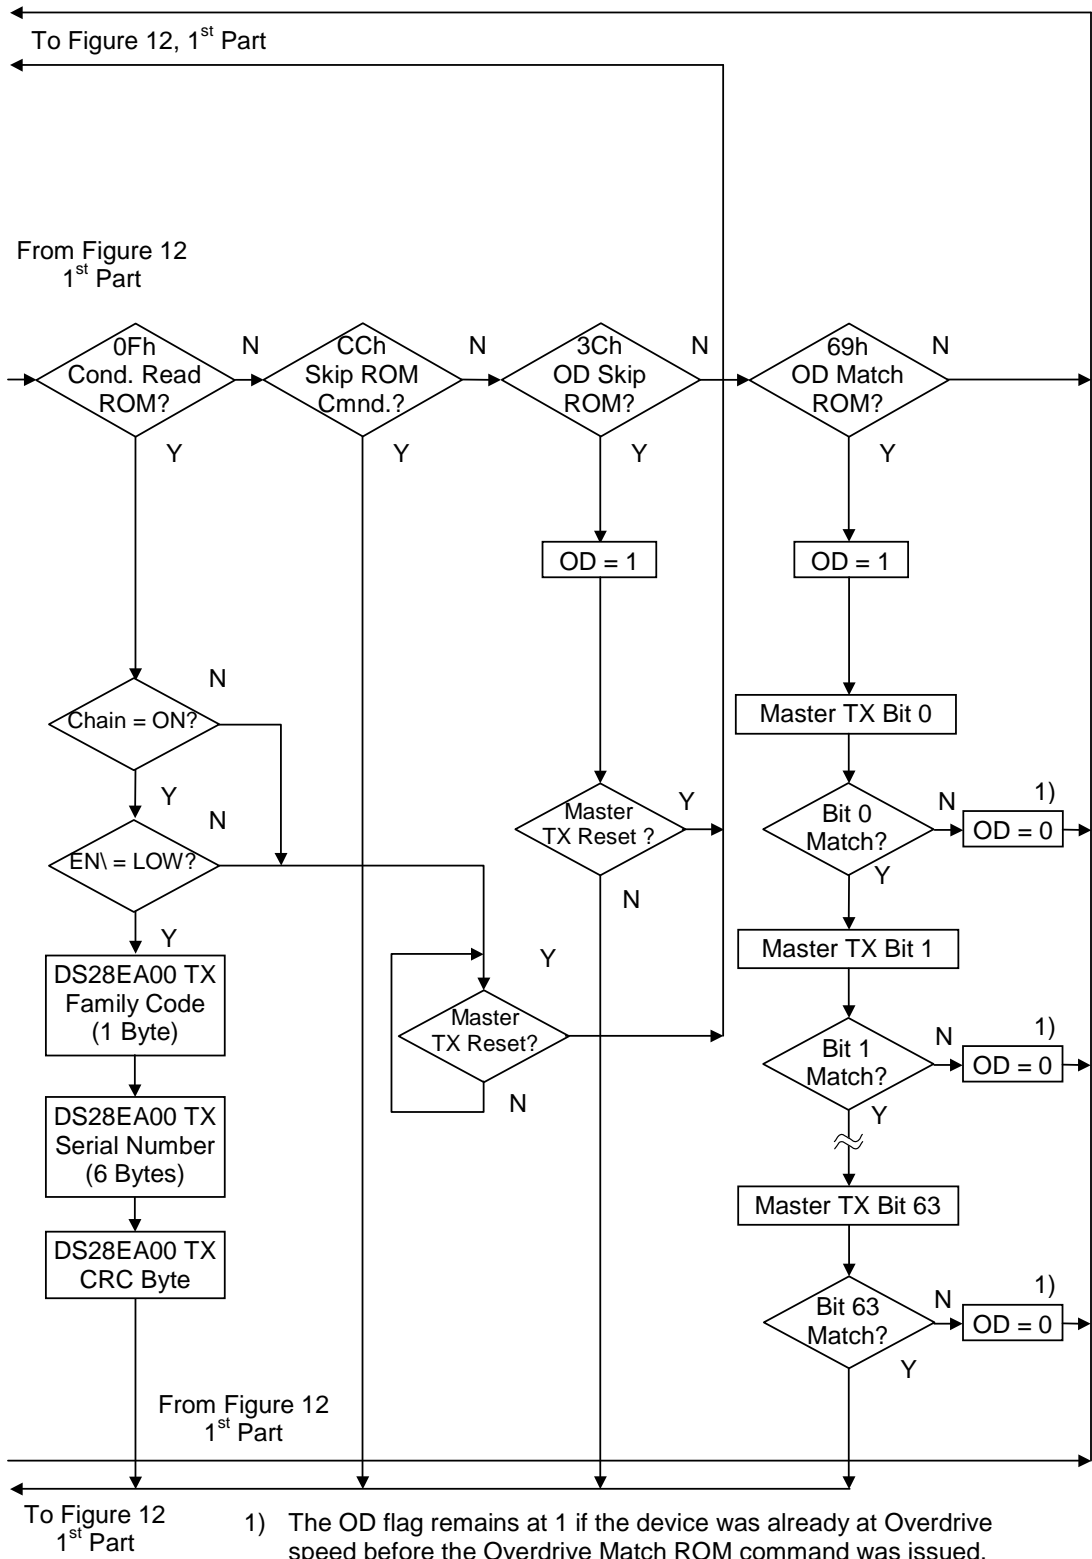 To Figure 12, 1st Part
From Figure 12
1st Part
0Fh
Cond. Read
ROM?
N
Y
CCh
Skip ROM
Cmnd.?
N
Y
3Ch
OD Skip
ROM?
N
Y
69h
OD Match
ROM?
N
Y
OD = 1
OD = 1
Chain = ON?
N
Y
Master TX Bit 0
EN\ = LOW?
N
Y
Master
TX Reset ?
Y
N
Bit 0
Match?
N
Y
1)
OD = 0
Master TX Bit 1
DS28EA00 TX
Family Code
(1 Byte)
Master
TX Reset?
Y
N
Bit 1
Match?
N
Y
1)
OD = 0
DS28EA00 TX
Serial Number
(6 Bytes)
Master TX Bit 63
DS28EA00 TX
CRC Byte
Bit 63
Match?
N
Y
1)
OD = 0
From Figure 12
1st Part
To Figure 12
1st Part
1) The OD flag remains at 1 if the device was already at Overdrive
speed before the Overdrive Match ROM command was issued.